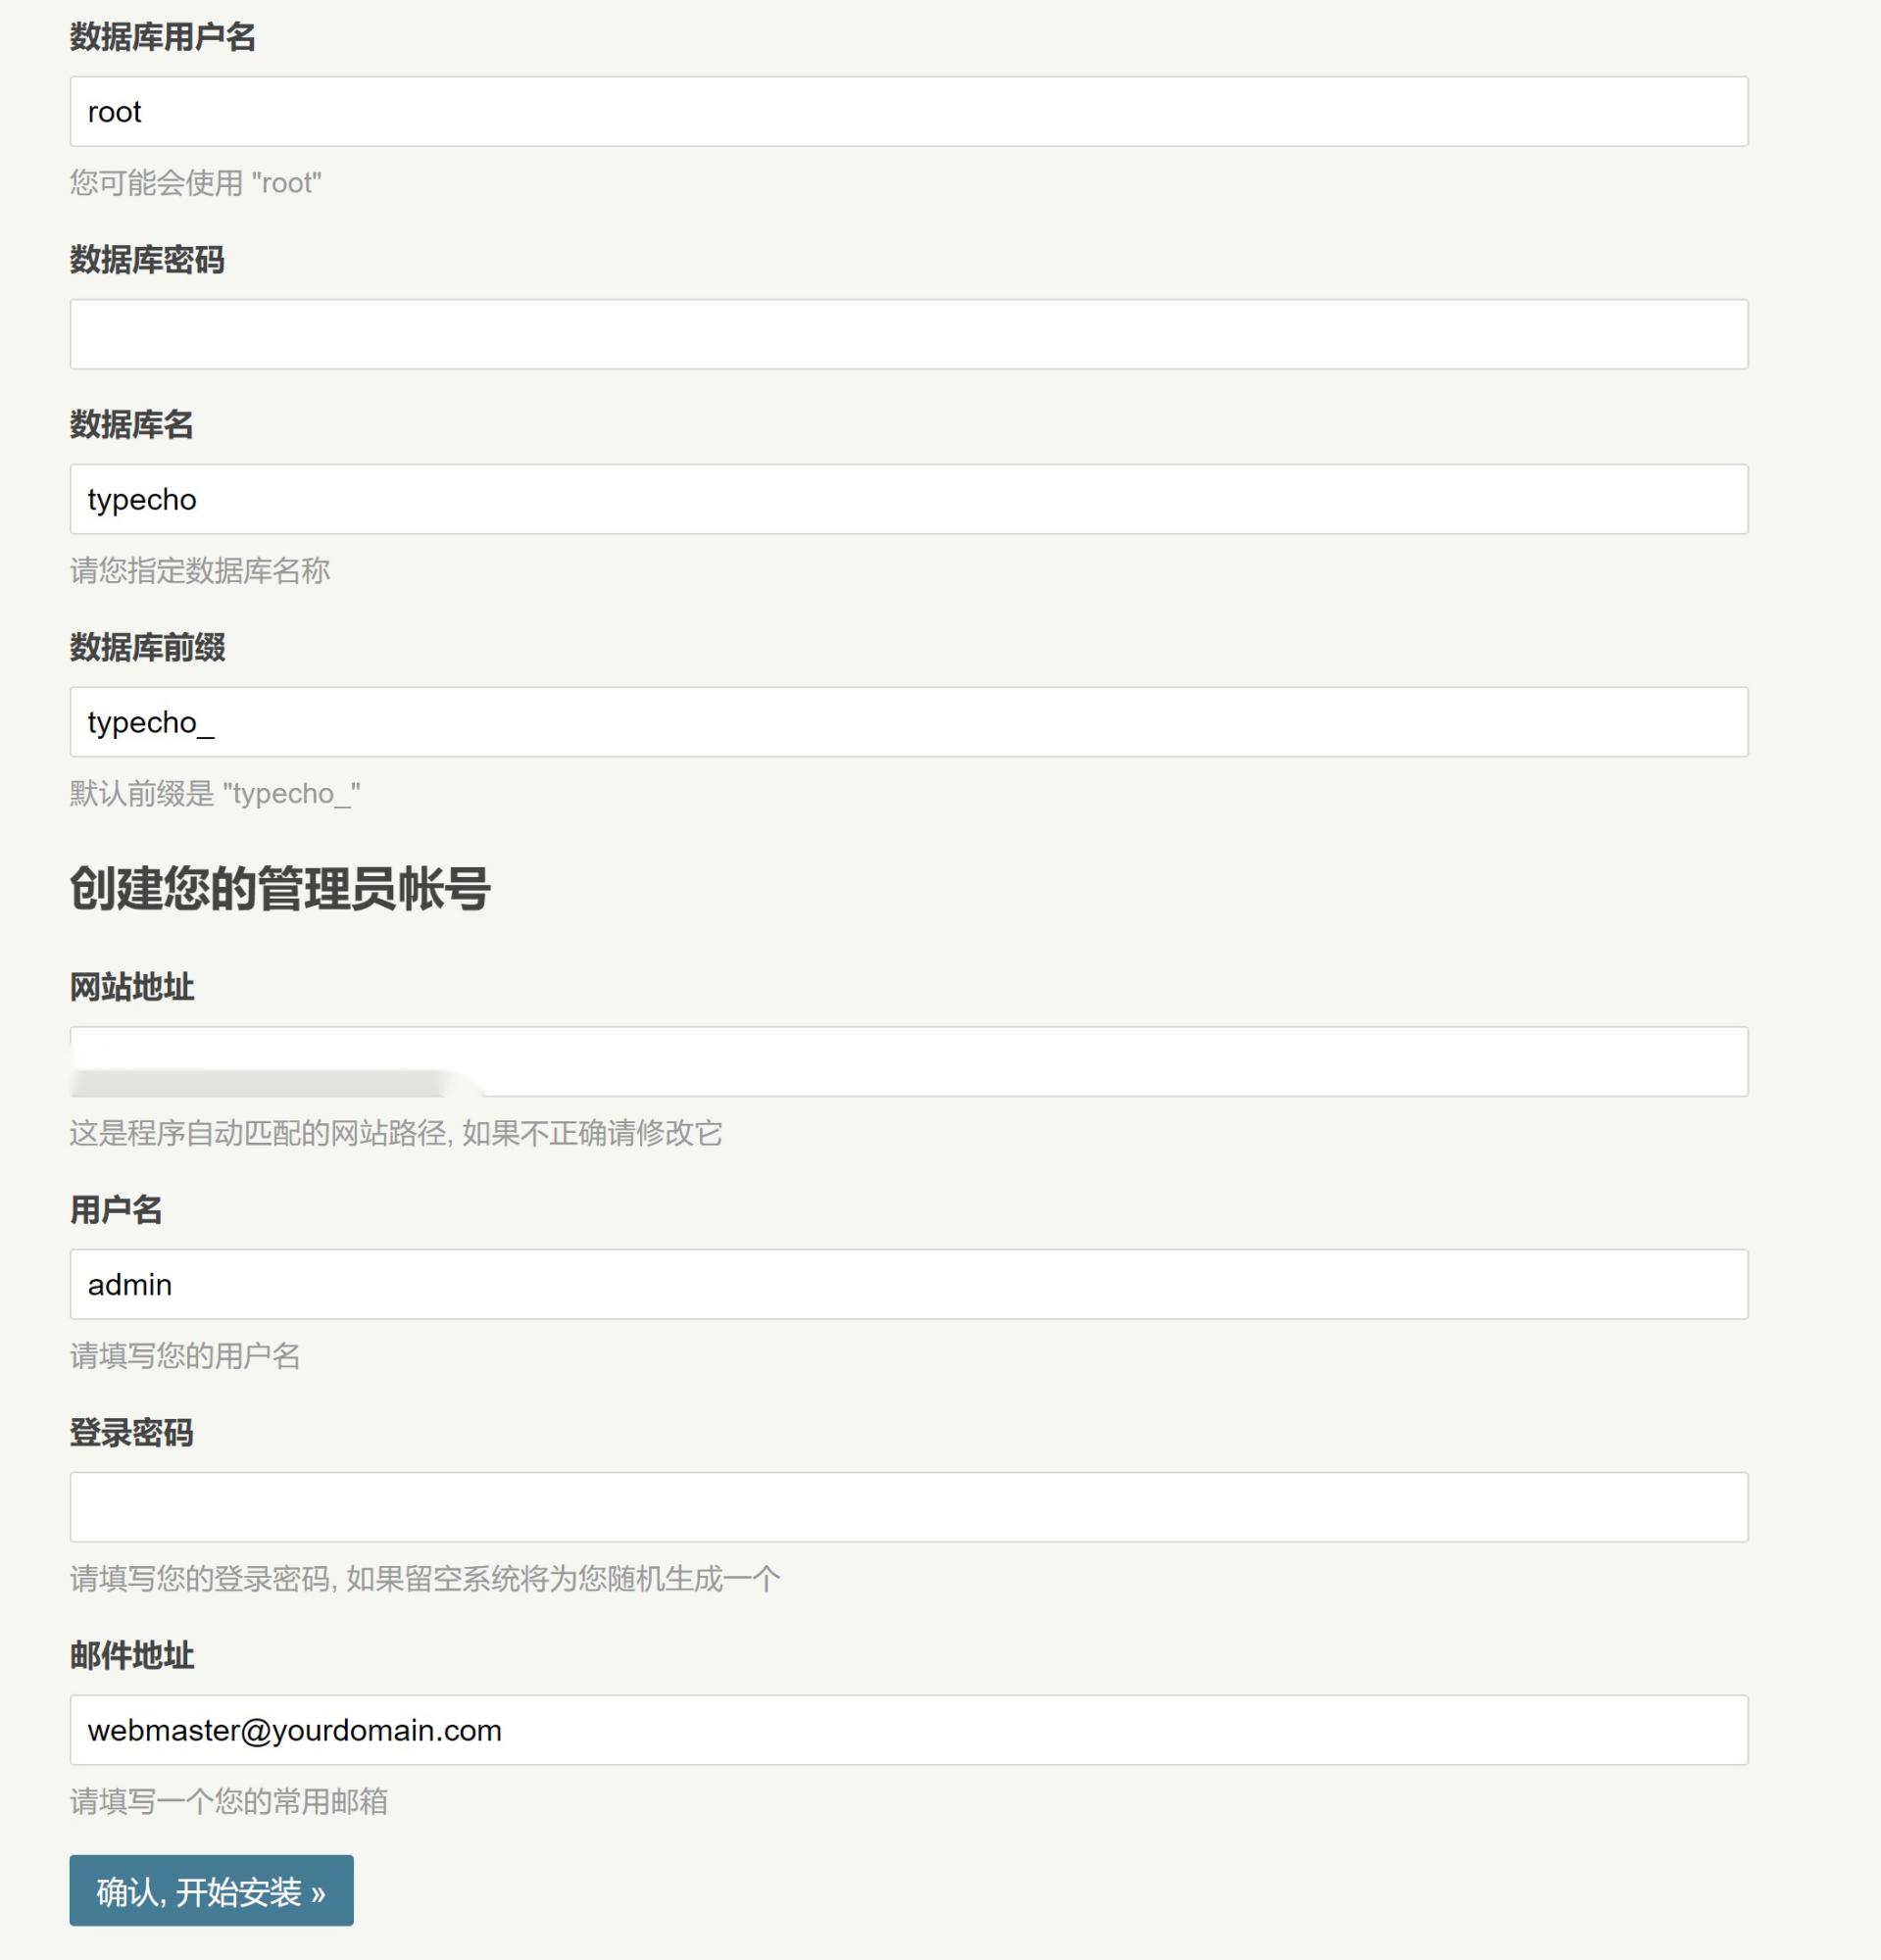 数据库用户名
root
您可能会使用 "root"
数据库密码
数据库名
typecho
请您指定数据库名称
数据库前缀
typecho_
默认前缀是 "typecho_"
创建您的管理员帐号
网站地址
这是程序自动匹配的网站路径, 如果不正确请修改它
用户名
admin
请填写您的用户名
登录密码
请填写您的登录密码, 如果留空系统将为您随机生成一个
邮件地址
webmaster@yourdomain.com
请填写一个您的常用邮箱
确认, 开始安装 »